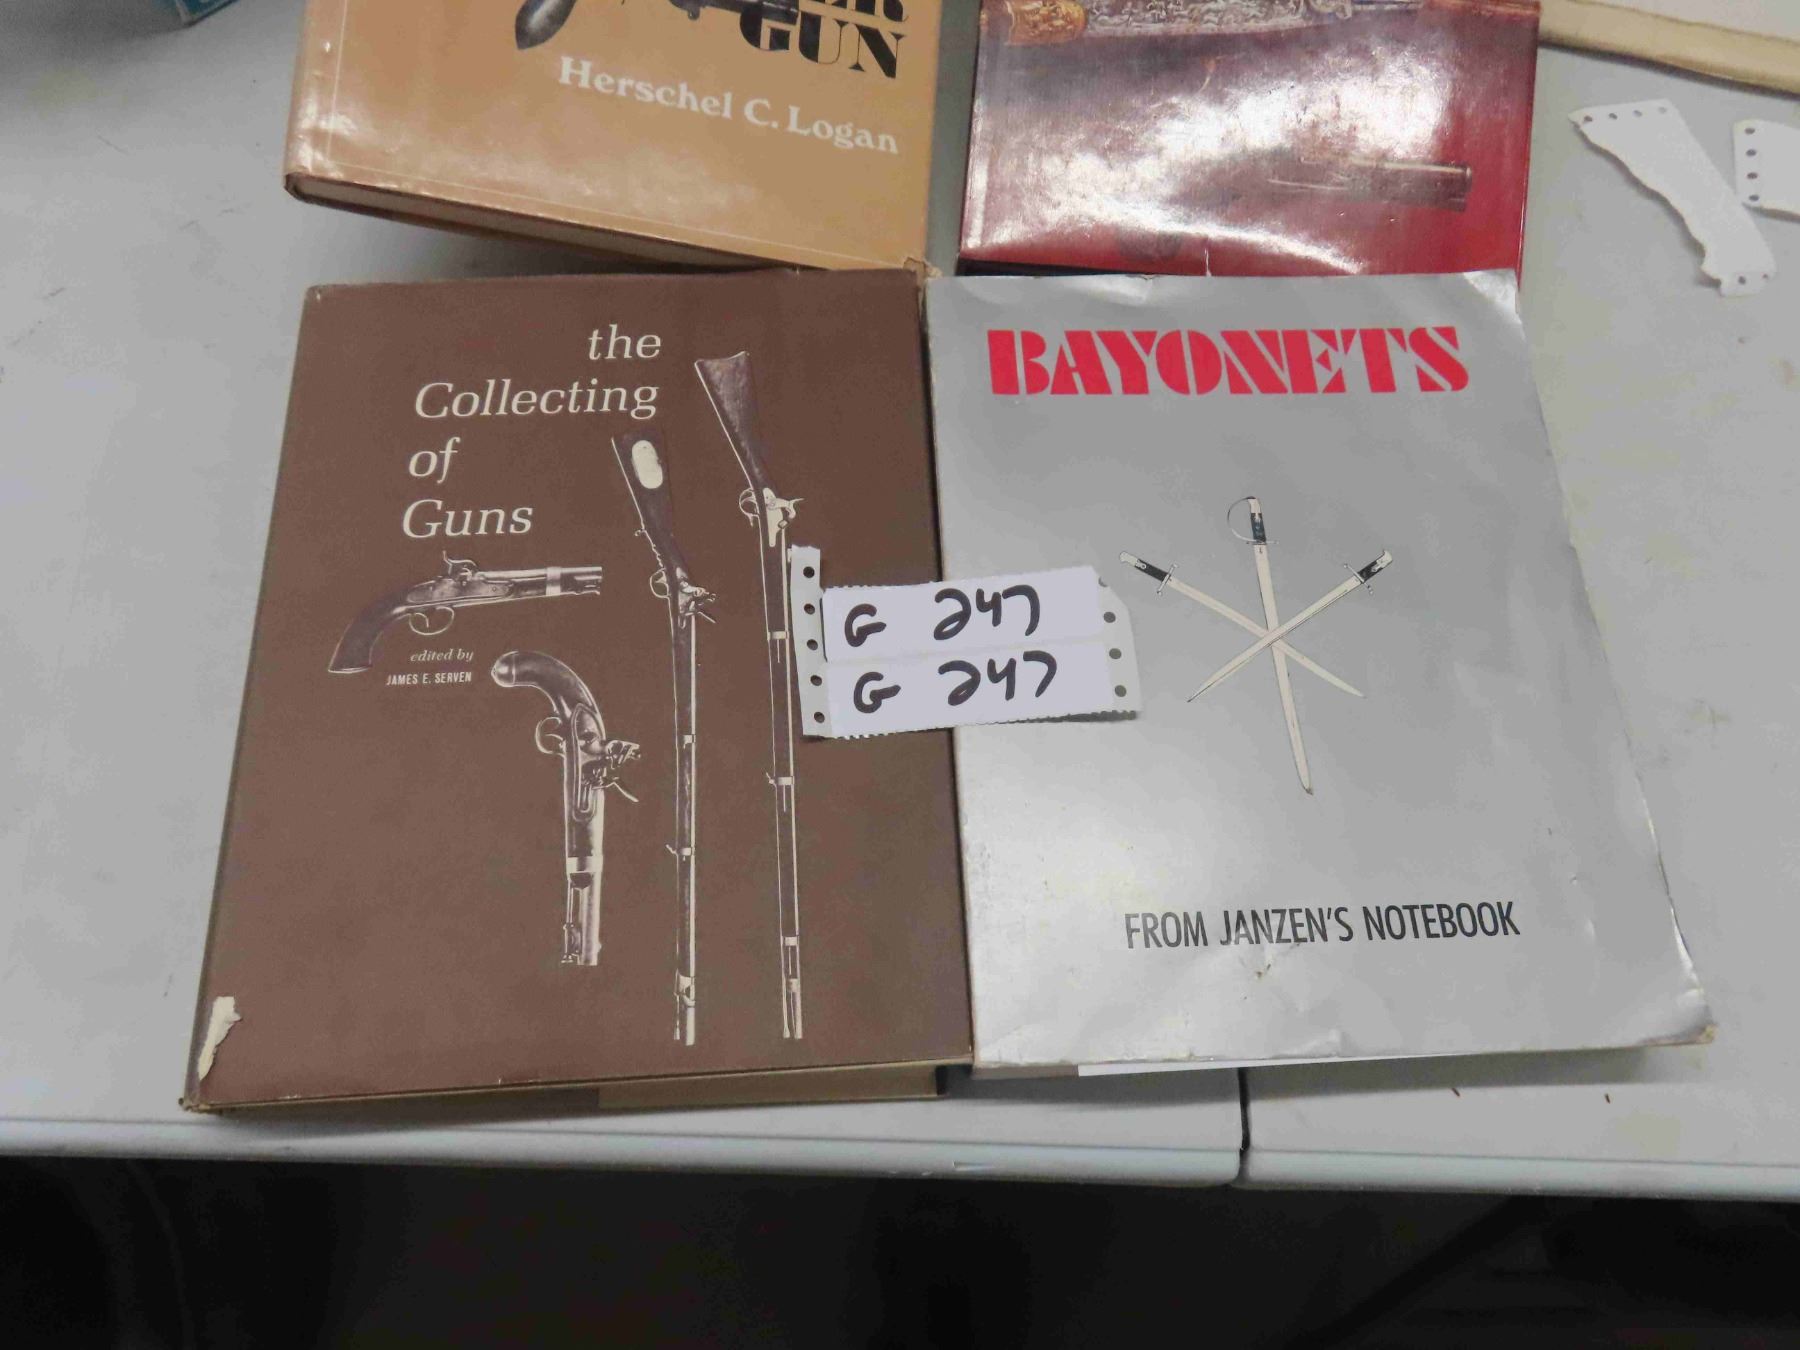 GUN
Herschel C. Logan
the
Collecting
of
Guns
edited by
JAMES E. SERVEN
BAYONETS
FROM JANZEN'S NOTEBOOK
G 247
G 247